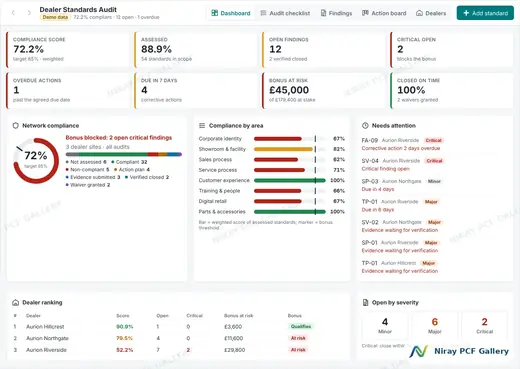 Dealer Standards Audit
Demo data 72.2% compliant · 12 open · 1 overdue
Dashboard
Audit checklist
Findings
Action board
Dealers
+ Add standard
COMPLIANCE SCORE
72.2%
target 85% · weighted
ASSESSED
88.9%
54 standards in scope
OPEN FINDINGS
12
2 verified closed
CRITICAL OPEN
2
blocks the bonus
OVERDUE ACTIONS
1
past the agreed due date
DUE IN 7 DAYS
4
corrective actions
BONUS AT RISK
£45,000
at stake
CLOSED ON TIME
100%
3 waivers granted
Network compliance
72%
target 85%
Bonus blocked: 2 open critical findings
3 dealer sites · all audits
Not assessed 6 Compliant 32
Non-compliant 5 Action plan 4
Evidence submitted 3 Verified closed 2
Waiver granted 2
Compliance by area
Corporate identity 67%
Showroom & facility 82%
Sales process 62%
Service process 71%
Customer experience 100%
Training & people 66%
Digital retail 67%
Parts & accessories 100%
Bar = weighted score of assessed standards; marker = bonus
threshold.
Needs attention
FA-09 Aurion Riverside Critical
Corrective action 2 days overdue
SV-04 Aurion Riverside Critical
Critical finding open
SP-03 Aurion Northgate Minor
Due in 4 days
TP-01 Aurion Riverside Major
Due in 6 days
SV-02 Aurion Northgate Major
Evidence waiting for verification
SP-01 Aurion Riverside Major
Evidence waiting for verification
TP-01 Aurion Hillcrest Major
Evidence waiting for verification
Dealer ranking
# Dealer Score Open Critical Bonus at risk Bonus
1 Aurion Hillcrest 90.9% 1 0 £3,600 Qualifies
2 Aurion Northgate 79.5% 4 0 £11,600 At risk
3 Aurion Riverside 52.2% 7 2 £29,800 At risk
Open by severity
4
Minor
6
Major
2
Critical
Critical: cross within
Niray PCF Gallery